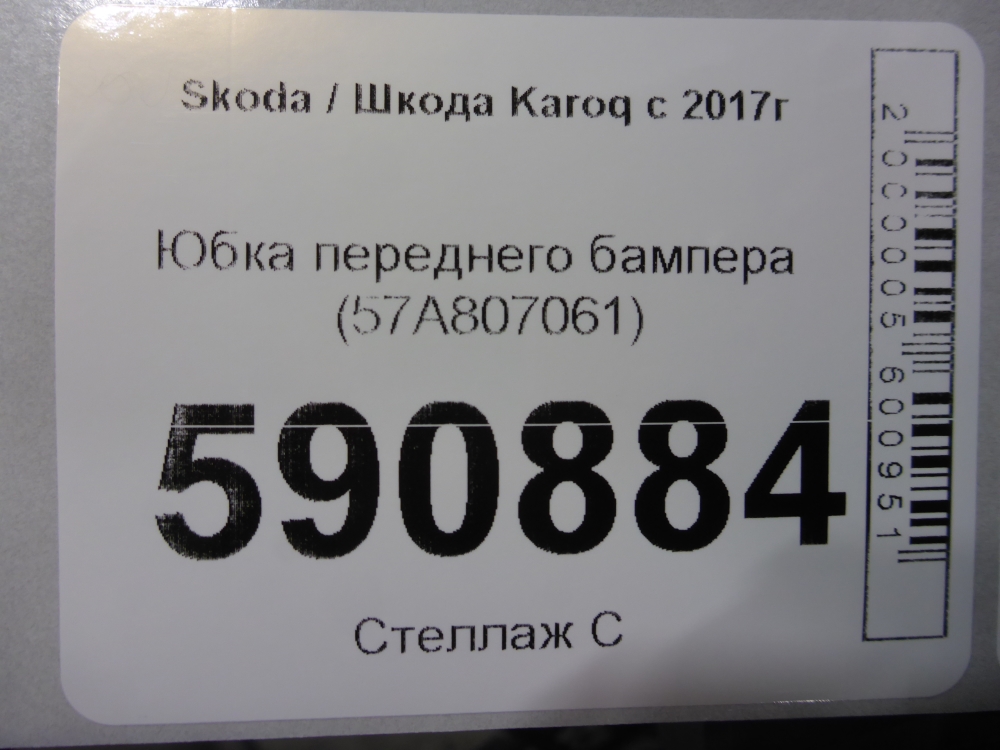 Skoda / Шкода Karoq с 2017г
Юбка переднего бампера
(57A807061)
590884
Стеллаж С
2000005600951